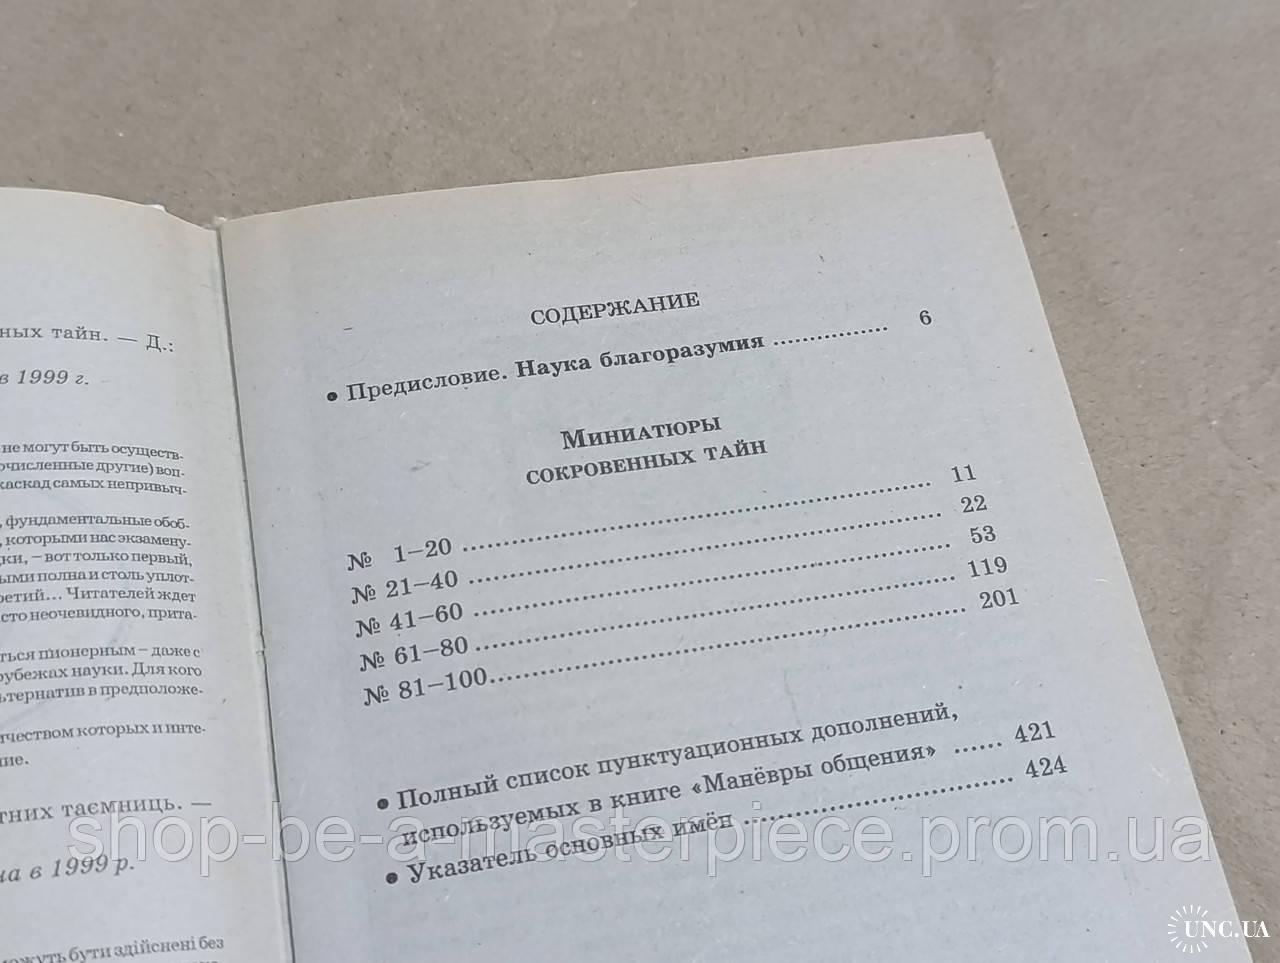 ных тайн. — Д.:
в 1999 г.
не могут быть осуществ-
численные другие) воп-
каскад самых непривыч-
, фундаментальные обоб-
, которыми нас экзамену-
ки, – вот только первый,
ыми полна и столь уплот-
ретий... Читателей ждет
сто неочевидного, прита-
ться пионерным – даже с
рубежах науки. Для кого
ьтернатив в предположе-
ичеством которых и инте-
ние.
тних таємниць. —
на в 1999 р.
можуть бути здійснені без
СОДЕРЖАНИЕ
• Предисловие. Наука благоразумия ................ 6
Миниатюры
сокровенных тайн
№ 1–20 ................................................ 11
№ 21–40 ................................................ 22
№ 41–60 ................................................ 53
№ 61–80 ................................................ 119
№ 81–100................................................ 201
• Полный список пунктуационных дополнений,
используемых в книге «Манёвры общения» ...... 421
• Указатель основных имён ........................... 424
shop-be-a-masterpiece.prom.ua
UNC.UA